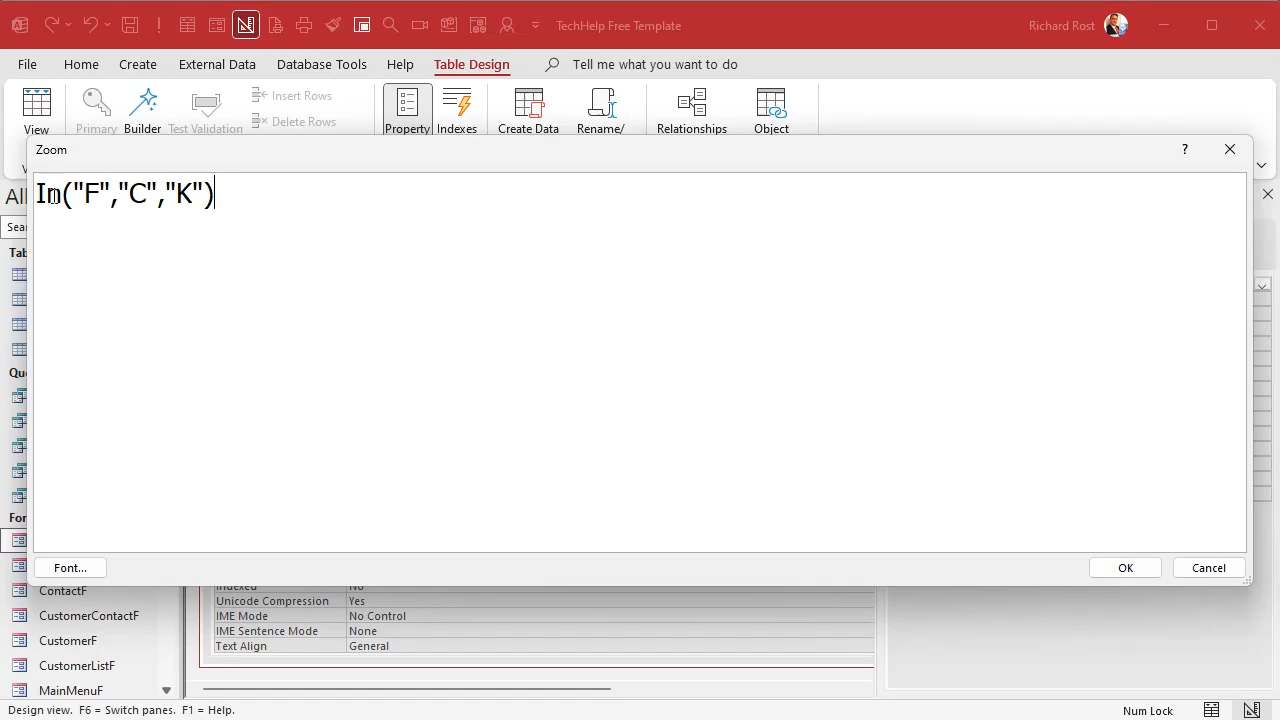 TechHelp Free Template
Richard Rost
File
Home
Create
External Data
Database Tools
Help
Table Design
Tell me what you want to do
View
Primary
Builder
Test Validation
Insert Rows
Delete Rows
Property
Indexes
Create Data
Rename/
Relationships
Object
Zoom
?
In("F","C","K")
Font...
OK
Cancel
Unicode Compression Yes
IME Mode No Control
IME Sentence Mode None
Text Align General
ContactF
CustomerContactF
CustomerF
CustomerListF
MainMenuF
Design view. F6 = Switch panes. F1 = Help.
Num Lock